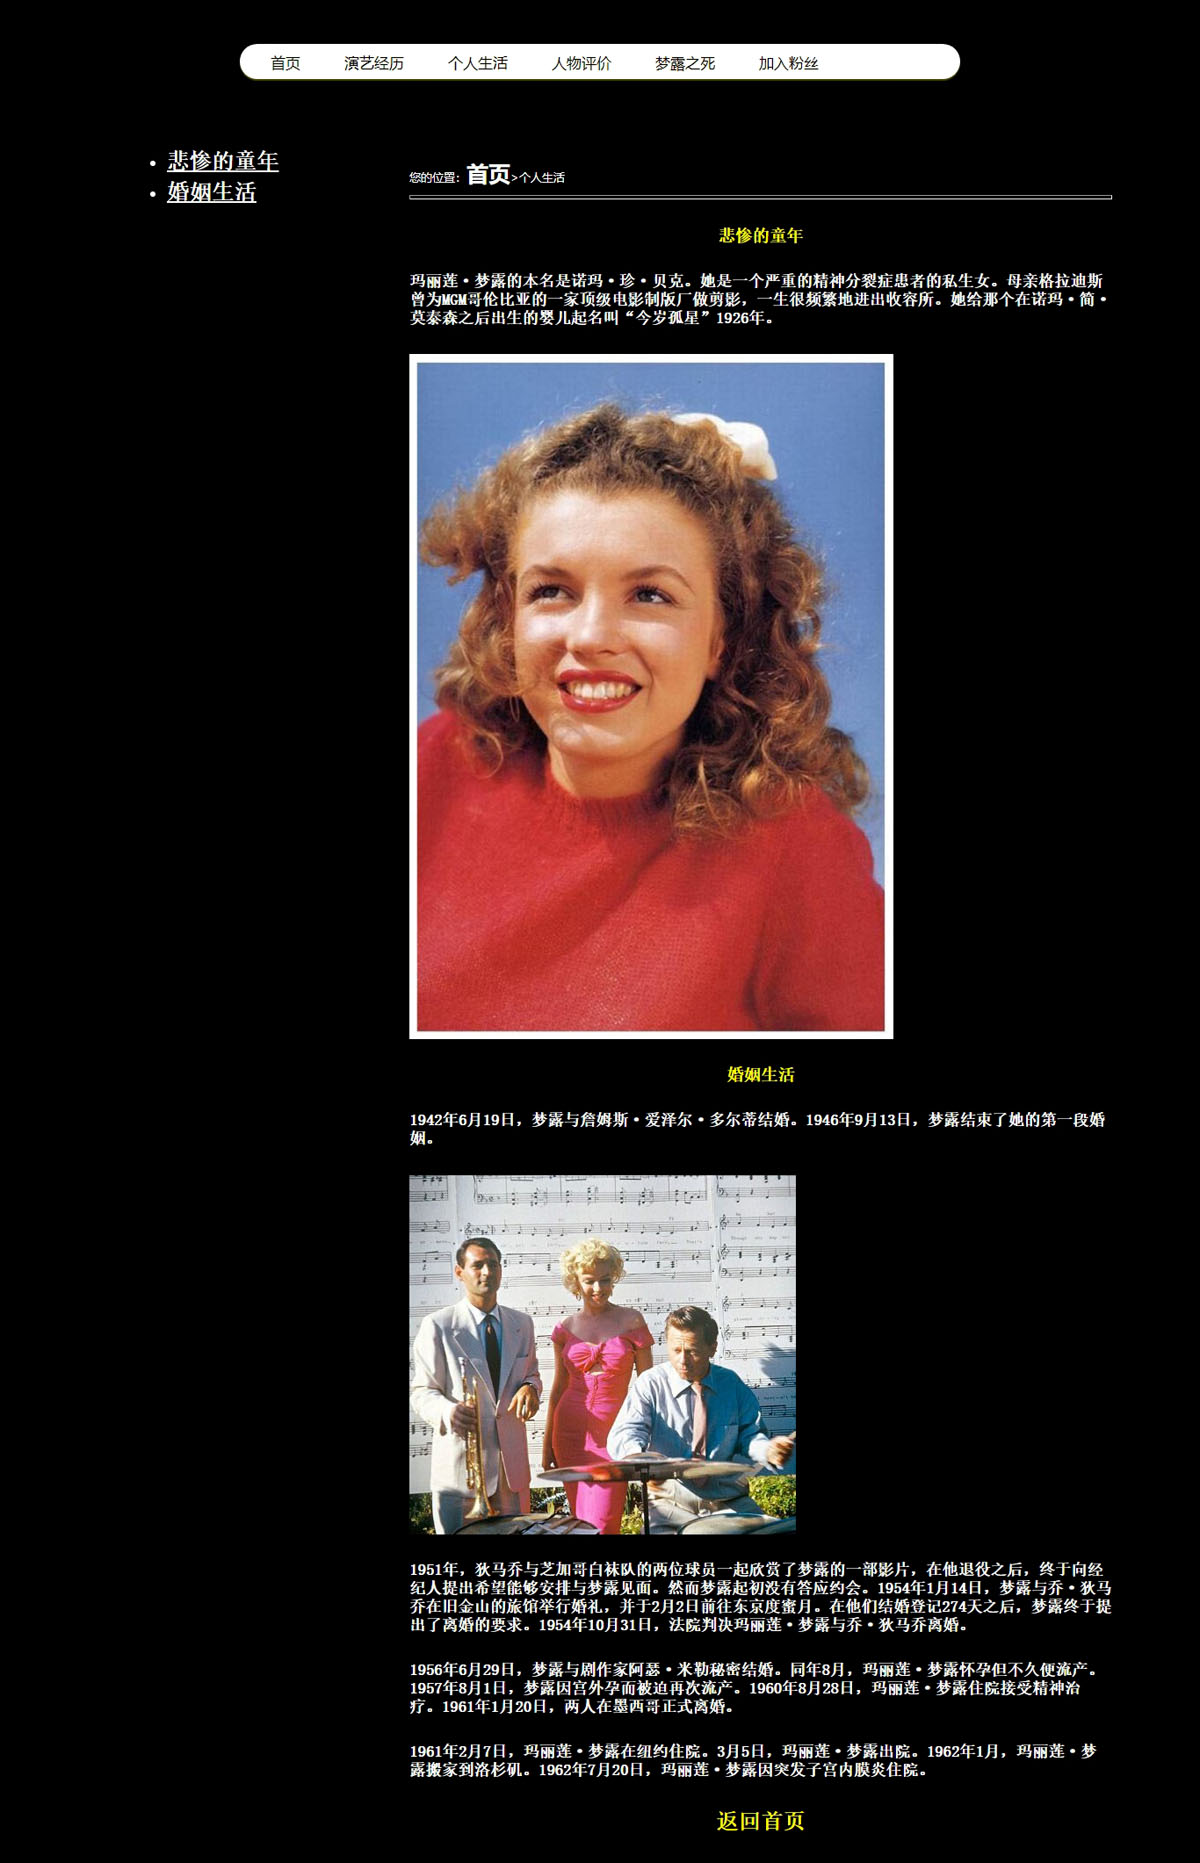 首页 演艺经历 个人生活 人物评价 梦露之死 加入粉丝
悲惨的童年
婚姻生活
您的位置：首页>个人生活
悲惨的童年
玛丽莲·梦露的本名是诺玛·珍·贝克。她是一个严重的精神分裂症患者的私生女。母亲格拉迪斯
曾为MGM哥伦比亚的一家顶级电影制版厂做剪影，一生很频繁地进出收容所。她给那个在诺玛·简·
莫泰森之后出生的婴儿起名叫“今岁孤星”1926年。
婚姻生活
1942年6月19日，梦露与詹姆斯·爱泽尔·多尔蒂结婚。1946年9月13日，梦露结束了她的第一段婚
姻。
1951年，狄马乔与芝加哥白袜队的两位球员一起欣赏了梦露的一部影片，在他退役之后，终于向经
纪人提出希望能够安排与梦露见面。然而梦露起初没有答应约会。1954年1月14日，梦露与乔·狄马
乔在旧金山的旅馆举行婚礼，并于2月2日前往东京度蜜月。在他们结婚登记274天之后，梦露终于提
出了离婚的要求。1954年10月31日，法院判决玛丽莲·梦露与乔·狄马乔离婚。
1956年6月29日，梦露与剧作家阿瑟·米勒秘密结婚。同年8月，玛丽莲·梦露怀孕但不久便流产。
1957年8月1日，梦露因宫外孕而被迫再次流产。1960年8月28日，玛丽莲·梦露住院接受精神治
疗。1961年1月20日，两人在墨西哥正式离婚。
1961年2月7日，玛丽莲·梦露在纽约住院。3月5日，玛丽莲·梦露出院。1962年1月，玛丽莲·梦
露搬家到洛杉矶。1962年7月20日，玛丽莲·梦露因突发子宫内膜炎住院。
返回首页